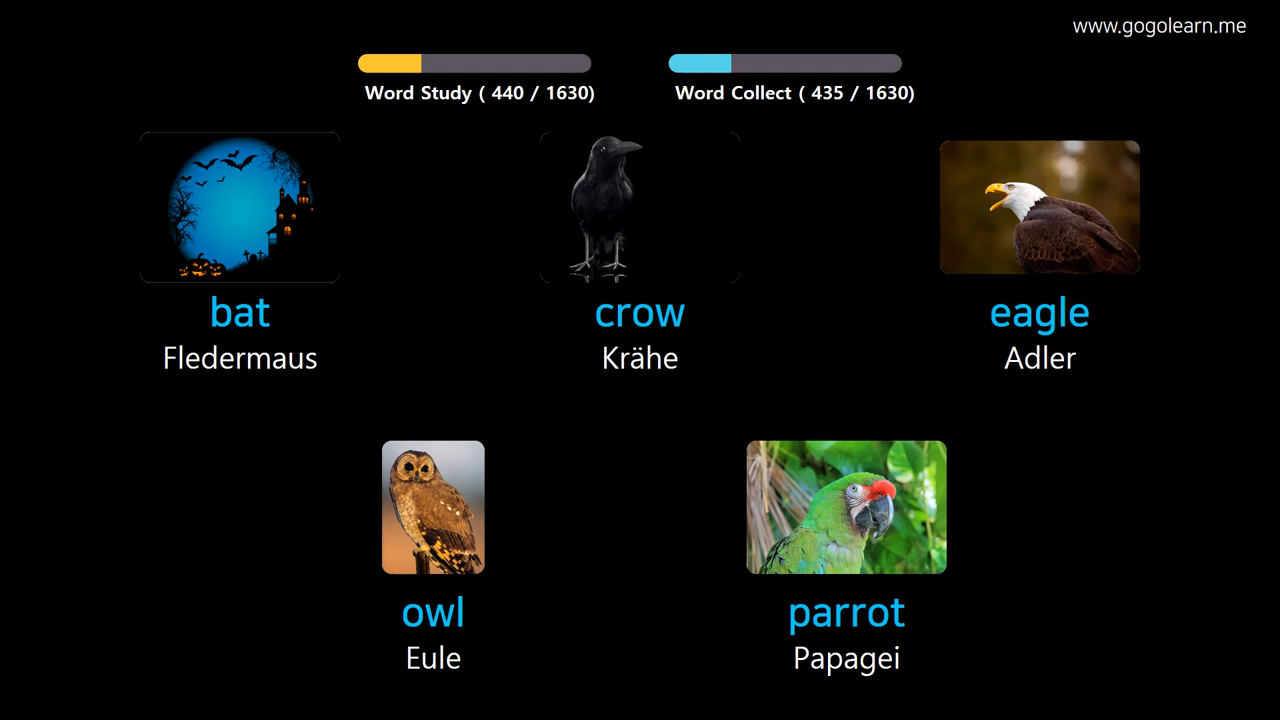 www.gogolearn.me
Word Study ( 440 / 1630)
Word Collect ( 435 / 1630)
bat
Fledermaus
crow
Krähe
eagle
Adler
owl
Eule
parrot
Papagei